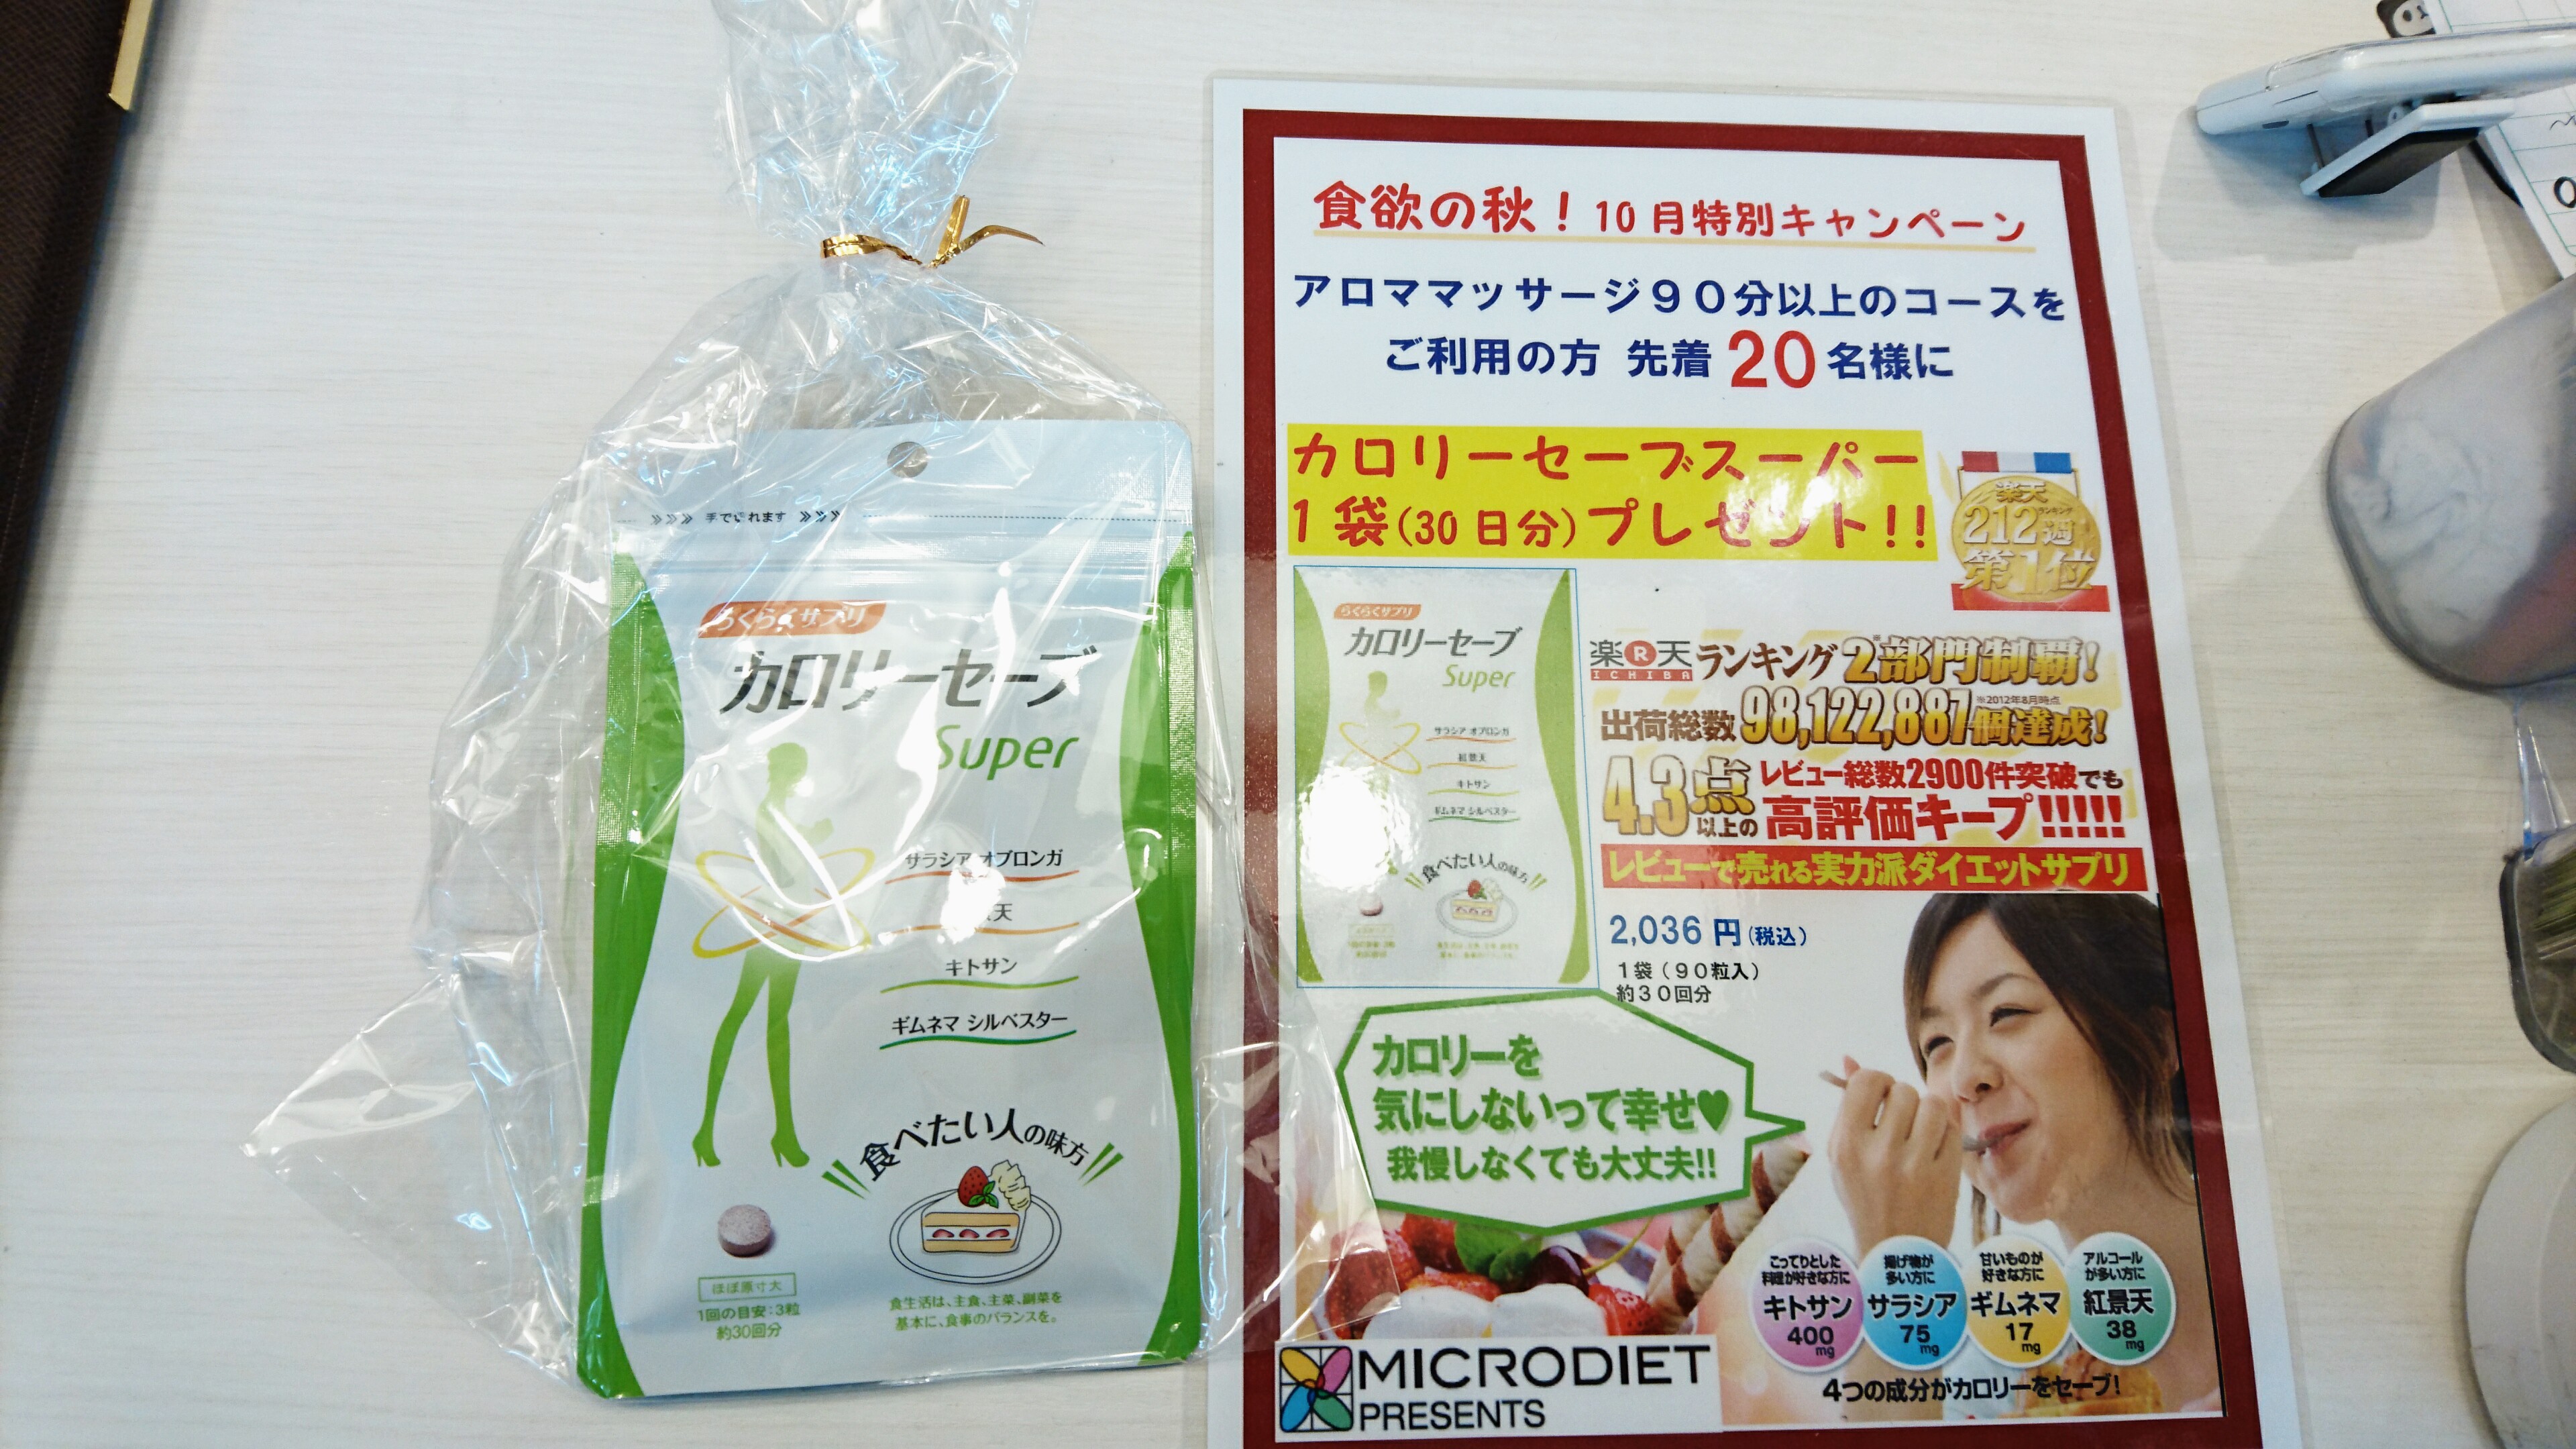 手で切れます
らくらくサプリ
カロリーセーブ
Super
サラシア オブロンガ
天
キトサン
ギムネマ シルベスター
食べたい人の味方
ほぼ原寸大
1回の目安:3粒
約30回分
食生活は、主食、主菜、副菜を
基本に、食事のバランスを。
食欲の秋！10月特別キャンペーン
アロママッサージ９０分以上のコースを
ご利用の方 先着 20 名様に
カロリーセーブスーパー
1 袋(30 日分)プレゼント!!
楽天
ランキング
212週
第1位
らくらくサプリ
カロリーセーブ
Super
サラシア オブロンガ
紅景天
キトサン
ギムネマ シルベスター
食べたい人の味方
楽R天
ICHIBA
ランキング2部門制覇!
※2012年8月時点
出荷総数98,122,887個達成!
4.3点以上の
レビュー総数2900件突破でも
高評価キープ!!!!!
レビューで売れる実力派ダイエットサプリ
2,036 円(税込)
1袋（９０粒入）
約３０回分
カロリーを
気にしないって幸せ♥
我慢しなくても大丈夫!!
こってりとした
料理が好きな方に
キトサン
400
mg
揚げ物が
多い方に
サラシア
75
mg
甘いものが
好きな方に
ギムネマ
17
mg
アルコール
が多い方に
紅景天
38
mg
4つの成分がカロリーをセーブ!
MICRODIET
PRESENTS